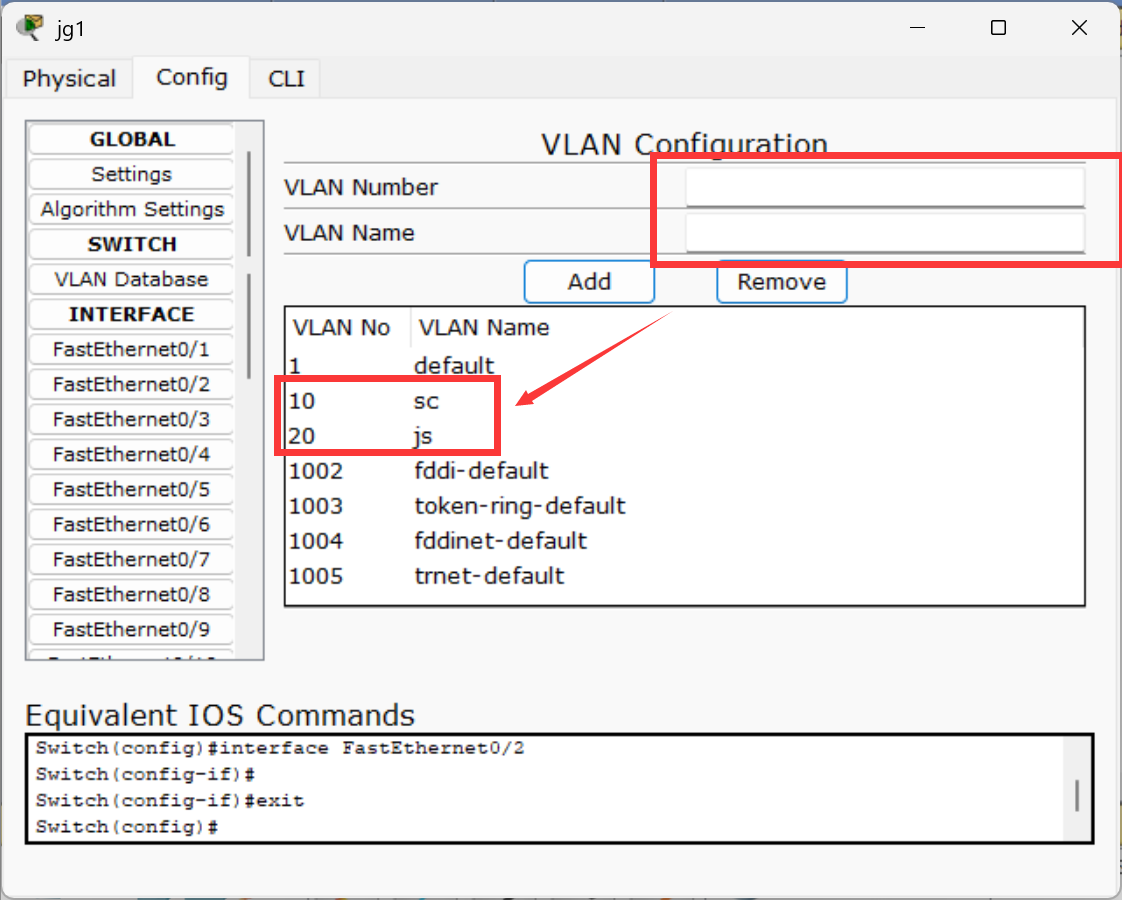 jg1
Physical Config CLI
GLOBAL
Settings
Algorithm Settings
SWITCH
VLAN Database
INTERFACE
FastEthernet0/1
FastEthernet0/2
FastEthernet0/3
FastEthernet0/4
FastEthernet0/5
FastEthernet0/6
FastEthernet0/7
FastEthernet0/8
FastEthernet0/9
VLAN Configuration
VLAN Number
VLAN Name
Add Remove
VLAN No VLAN Name
1 default
10 sc
20 js
1002 fddi-default
1003 token-ring-default
1004 fddinet-default
1005 trnet-default
Equivalent IOS Commands
Switch(config)#interface FastEthernet0/2
Switch(config-if)#
Switch(config-if)#exit
Switch(config)#